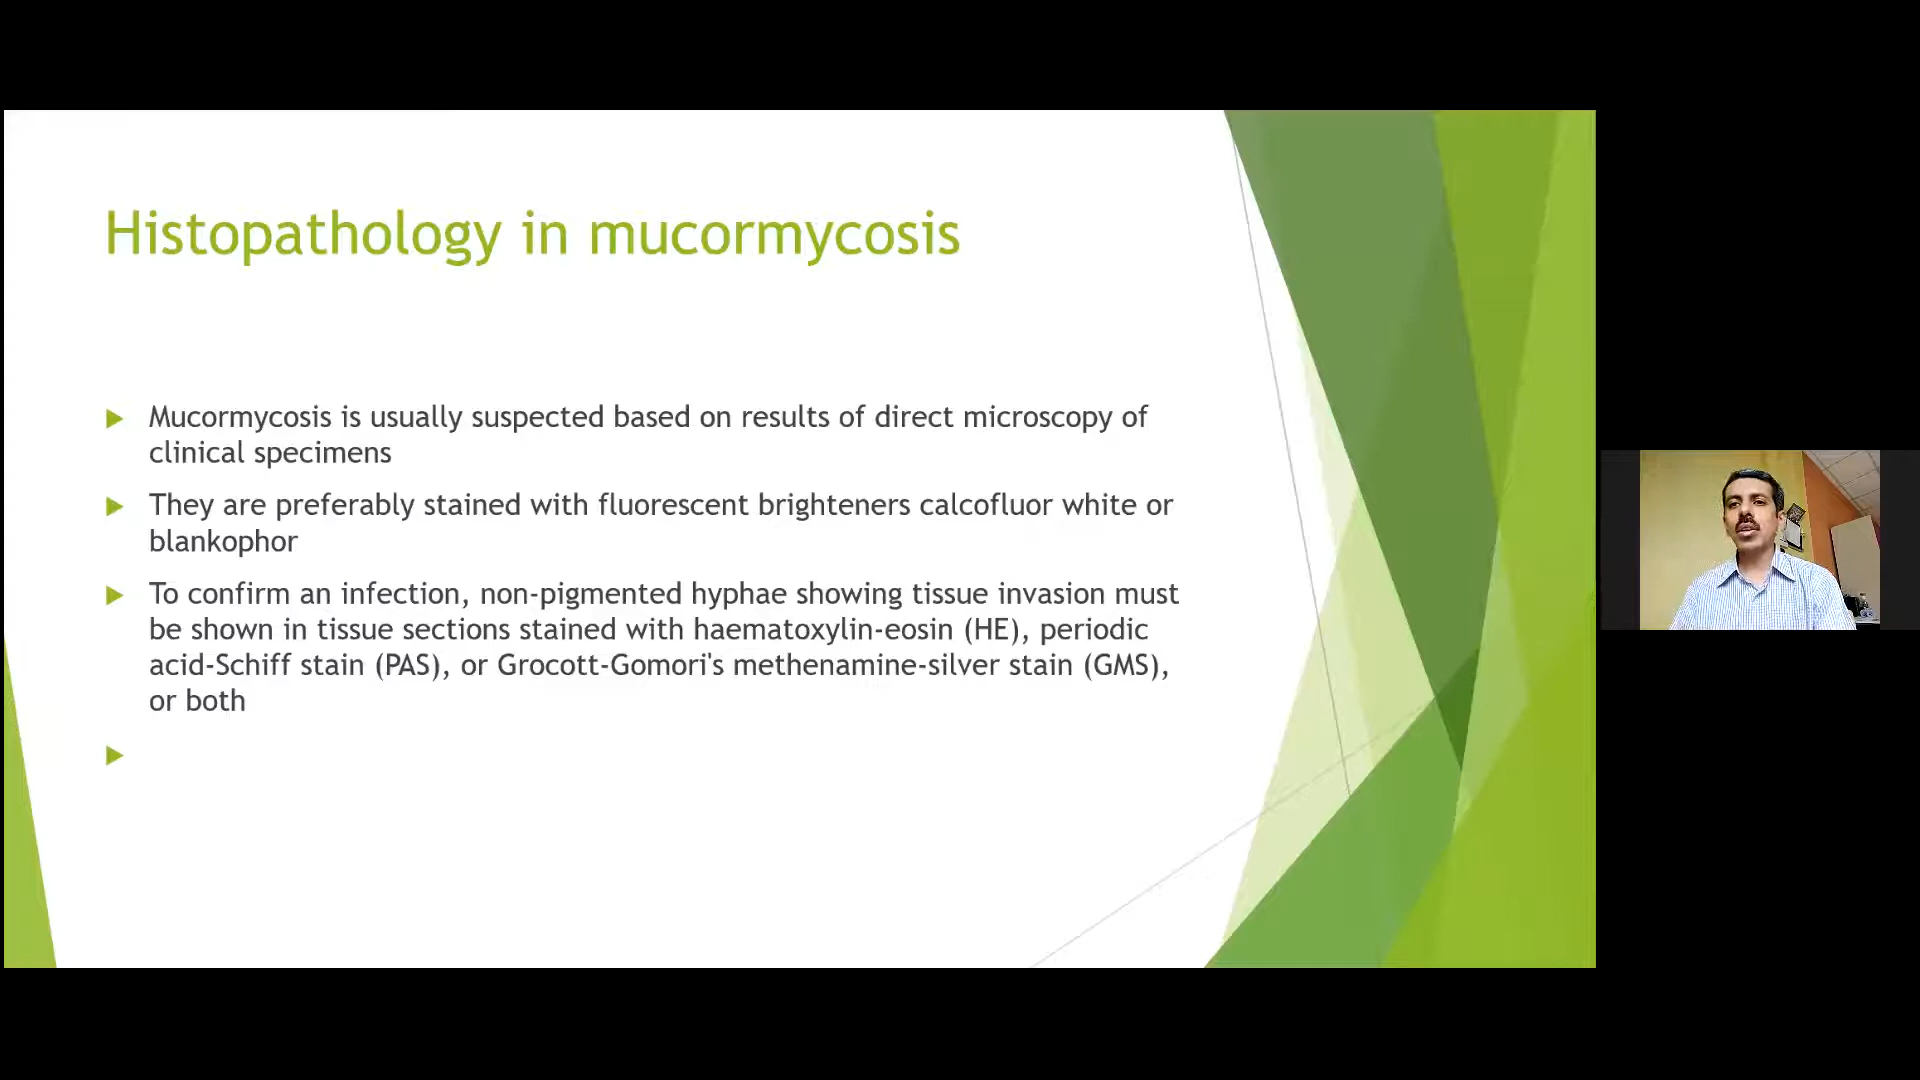 Histopathology in mucormycosis
Mucormycosis is usually suspected based on results of direct microscopy of
clinical specimens
They are preferably stained with fluorescent brighteners calcofluor white or
blankophor
To confirm an infection, non-pigmented hyphae showing tissue invasion must
be shown in tissue sections stained with haematoxylin-eosin (HE), periodic
acid-Schiff stain (PAS), or Grocott-Gomori's methenamine-silver stain (GMS),
or both